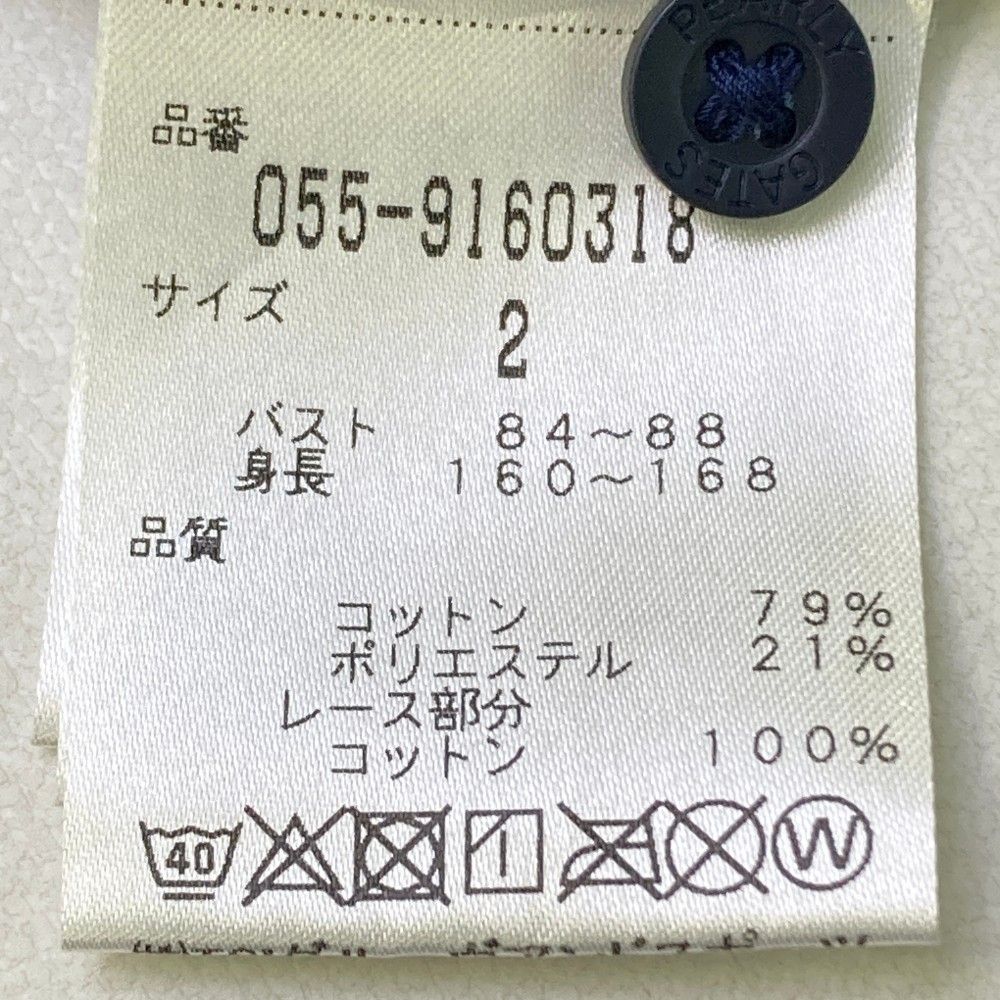 PEARLY
GATES
品番
055-9160318
サイズ
2
バスト 84～88
身長 160～168
品質
コットン 79%
ポリエステル 21%
レース部分
コットン 100%
40
W